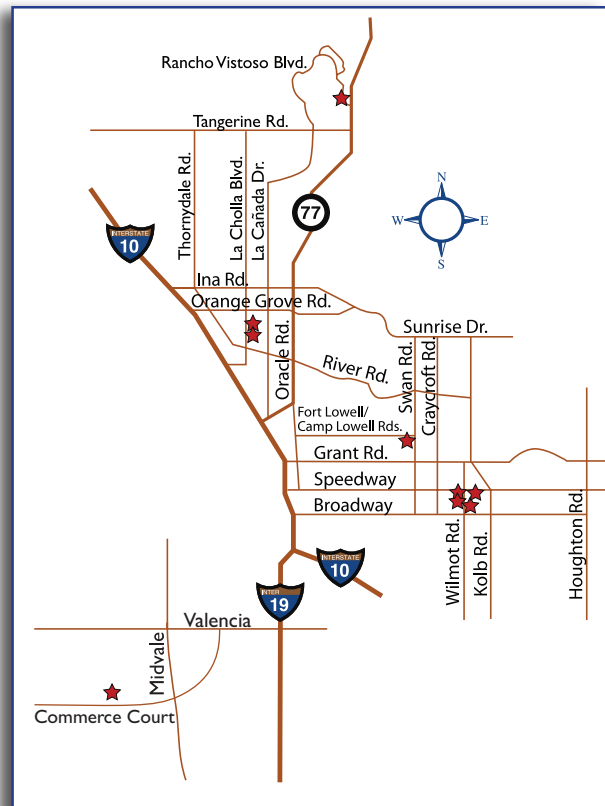 Rancho Vistoso Blvd.
Tangerine Rd.
Thornydale Rd.
La Cholla Blvd.
La Cañada Dr.
77
N
W
E
S
INTERSTATE
10
Ina Rd.
Orange Grove Rd.
Oracle Rd.
Sunrise Dr.
River Rd.
Swan Rd.
Craycroft Rd.
Fort Lowell/
Camp Lowell Rds.
Grant Rd.
Speedway
Broadway
Wilmot Rd.
Kolb Rd.
Houghton Rd.
INTERSTATE
10
INTER
19
Valencia
Midvale
Commerce Court